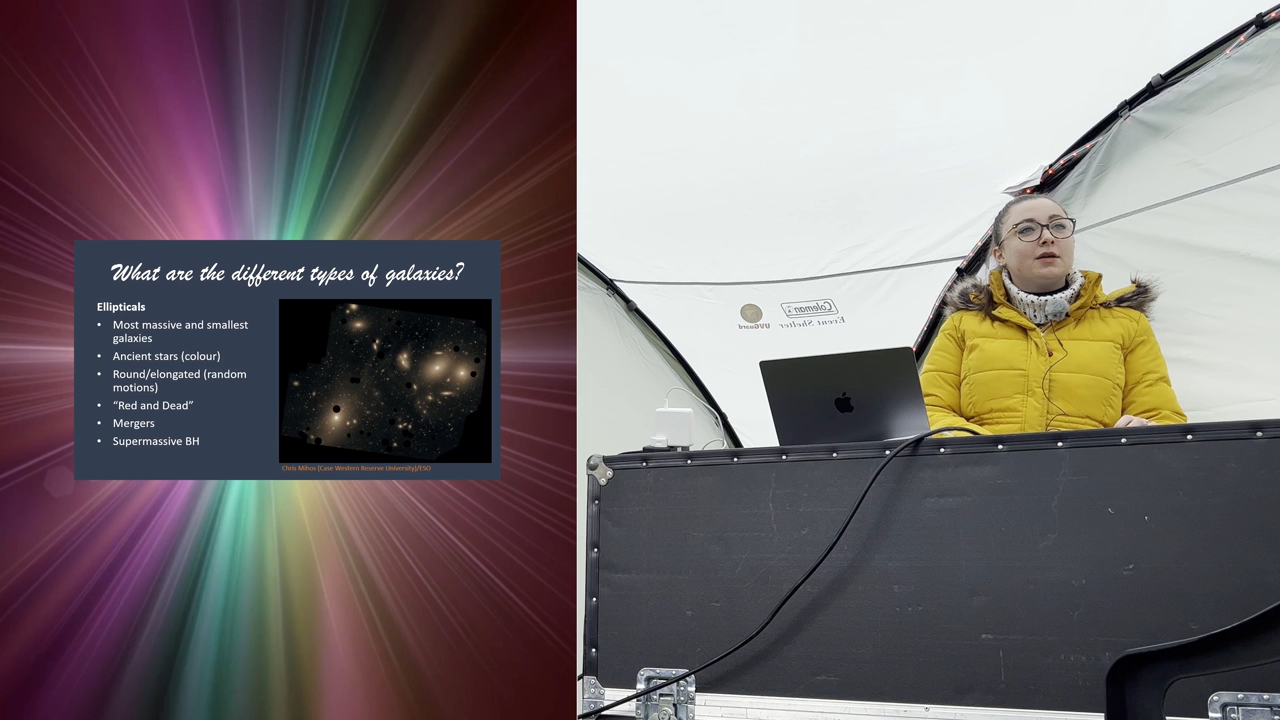 What are the different types of galaxies?
Ellipticals
• Most massive and smallest
galaxies
• Ancient stars (colour)
• Round/elongated (random
motions)
• “Red and Dead”
• Mergers
• Supermassive BH
Chris Mihos (Case Western Reserve University)/ESO
UVGuard
Coleman
Event Shelter